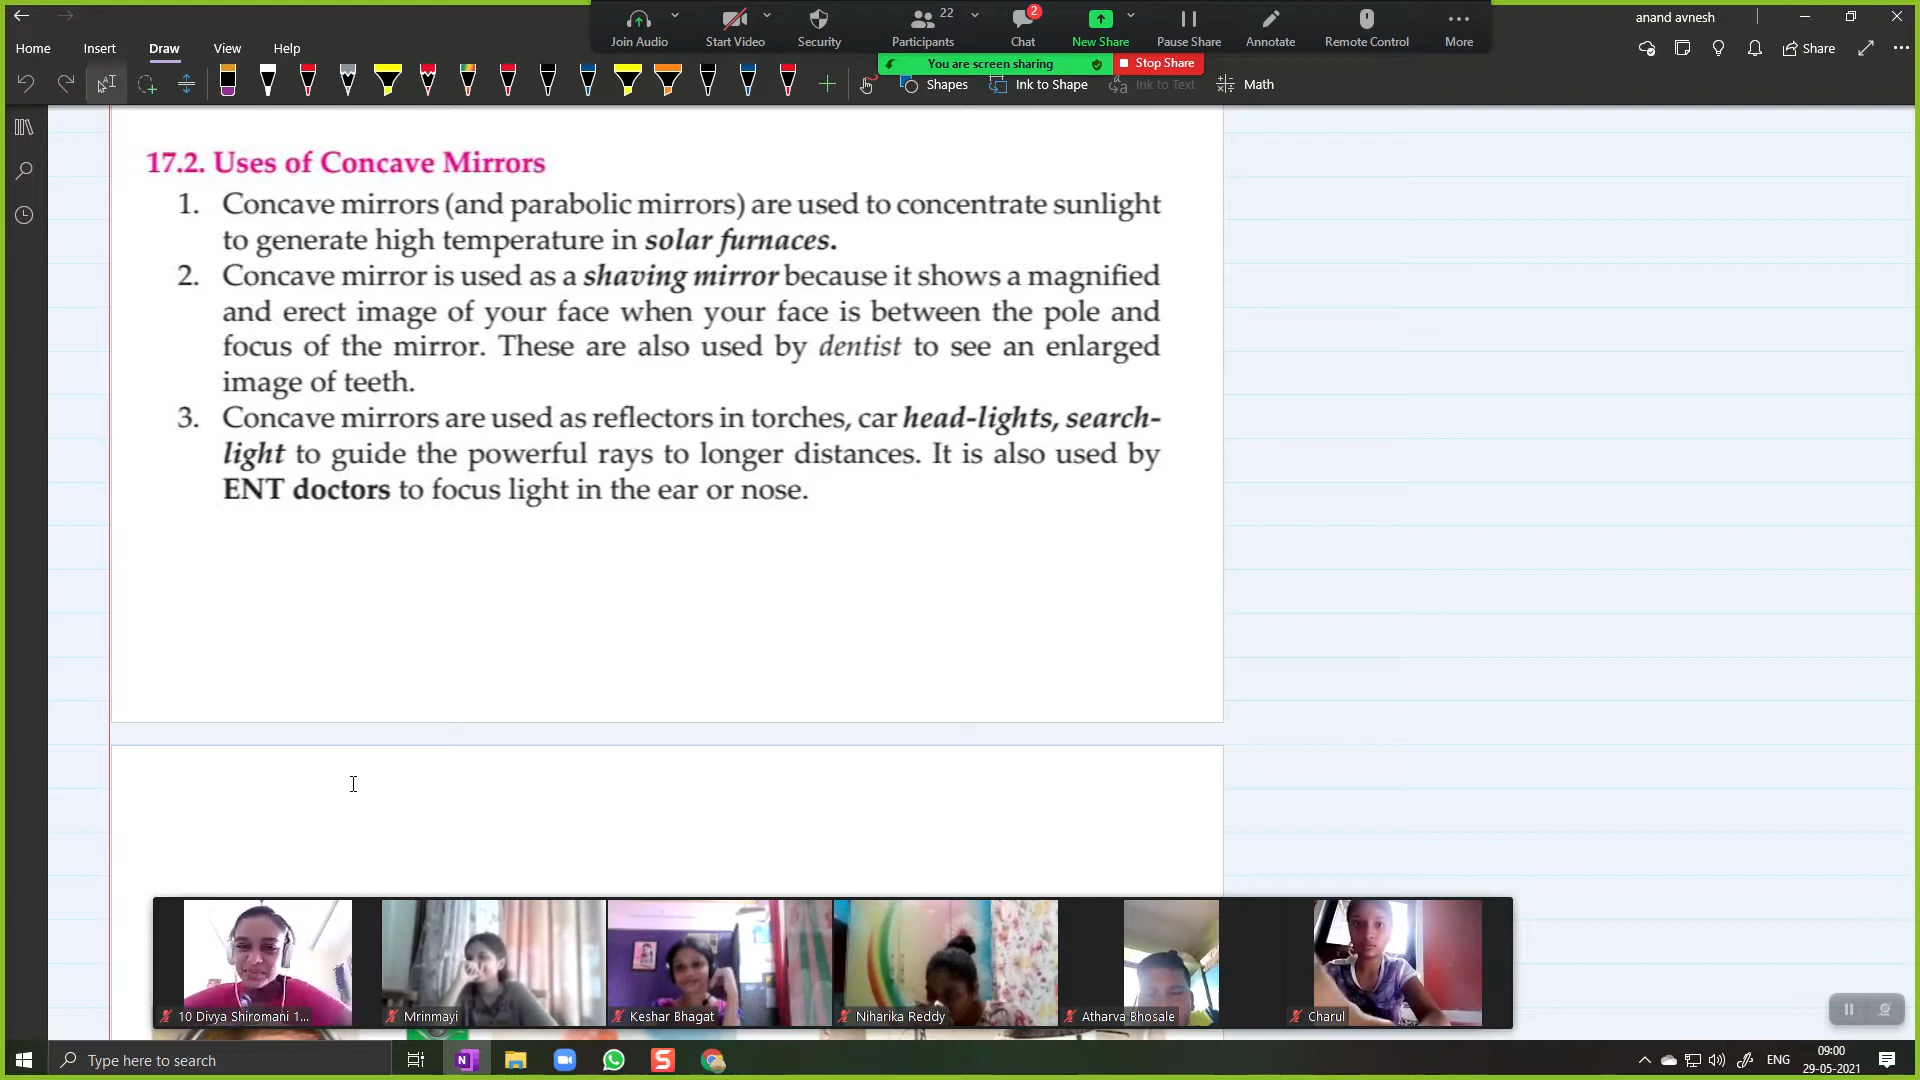 anand avnesh
Join Audio
Start Video
Security
Participants
22
Chat
2
New Share
Pause Share
Annotate
Remote Control
More
You are screen sharing
Stop Share
Home
Insert
Draw
View
Help
Share
Shapes
Ink to Shape
Ink to Text
Math
17.2. Uses of Concave Mirrors
1. Concave mirrors (and parabolic mirrors) are used to concentrate sunlight
to generate high temperature in solar furnaces.
2. Concave mirror is used as a shaving mirror because it shows a magnified
and erect image of your face when your face is between the pole and
focus of the mirror. These are also used by dentist to see an enlarged
image of teeth.
3. Concave mirrors are used as reflectors in torches, car head-lights, search-
light to guide the powerful rays to longer distances. It is also used by
ENT doctors to focus light in the ear or nose.
10 Divya Shiromani 1...
Mrinmayi
Keshar Bhagat
Niharika Reddy
Atharva Bhosale
Charul
Type here to search
N
S
ENG
09:00
29-05-2021